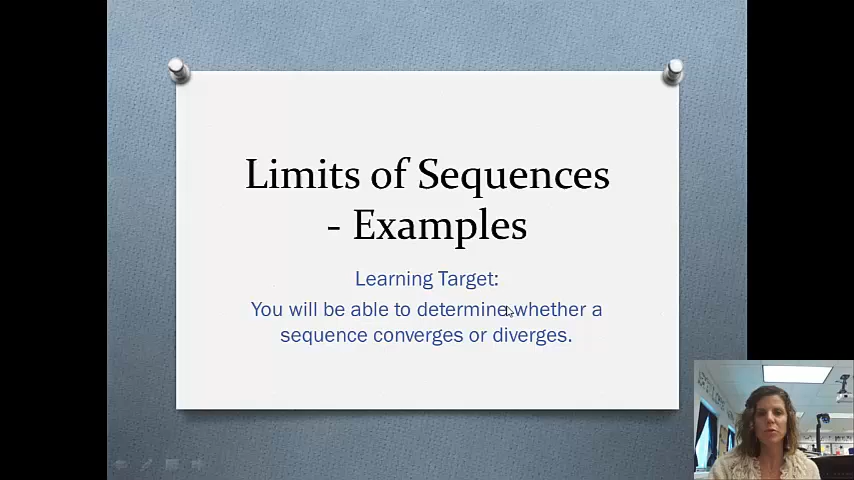 Limits of Sequences
- Examples
Learning Target:
You will be able to determine whether a
sequence converges or diverges.